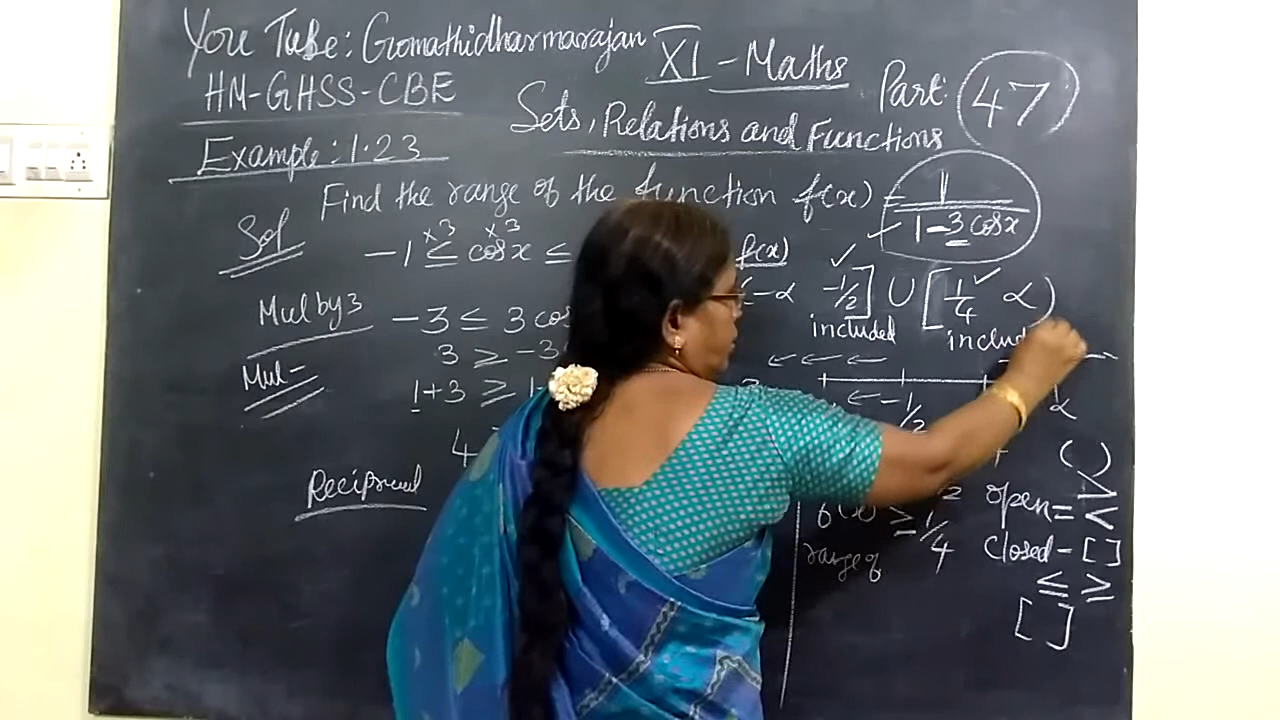 You Tube: Gomathidharmarajan
HM-GHSS-CBE
XI - Maths
Part: 47
Sets, Relations and Functions
Example: 1.23
Find the range of the function f(x) = 1/(1-3cosx)
Sol
×3 ×3
-1 ≤ cosx ≤
Mul by 3
-3 ≤ 3 cos
Mul -
3 ≥ -3
1+3 ≥ 1-
4
Reciprocal
f(x)
-α -1/2] ∪ [1/4 α)
included
-1/2
α
f(x) ≥ 1/4
range of
( )
open = > <
closed - [ ]
≤ ≥
[ ]